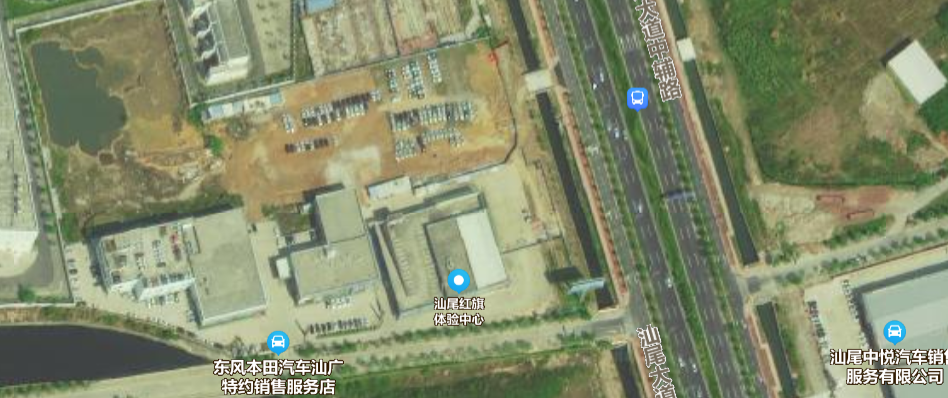 大道中辅路
汕尾红旗
体验中心
东风本田汽车汕广
特约销售服务店
汕尾大道
汕尾中悦汽车销售
服务有限公司